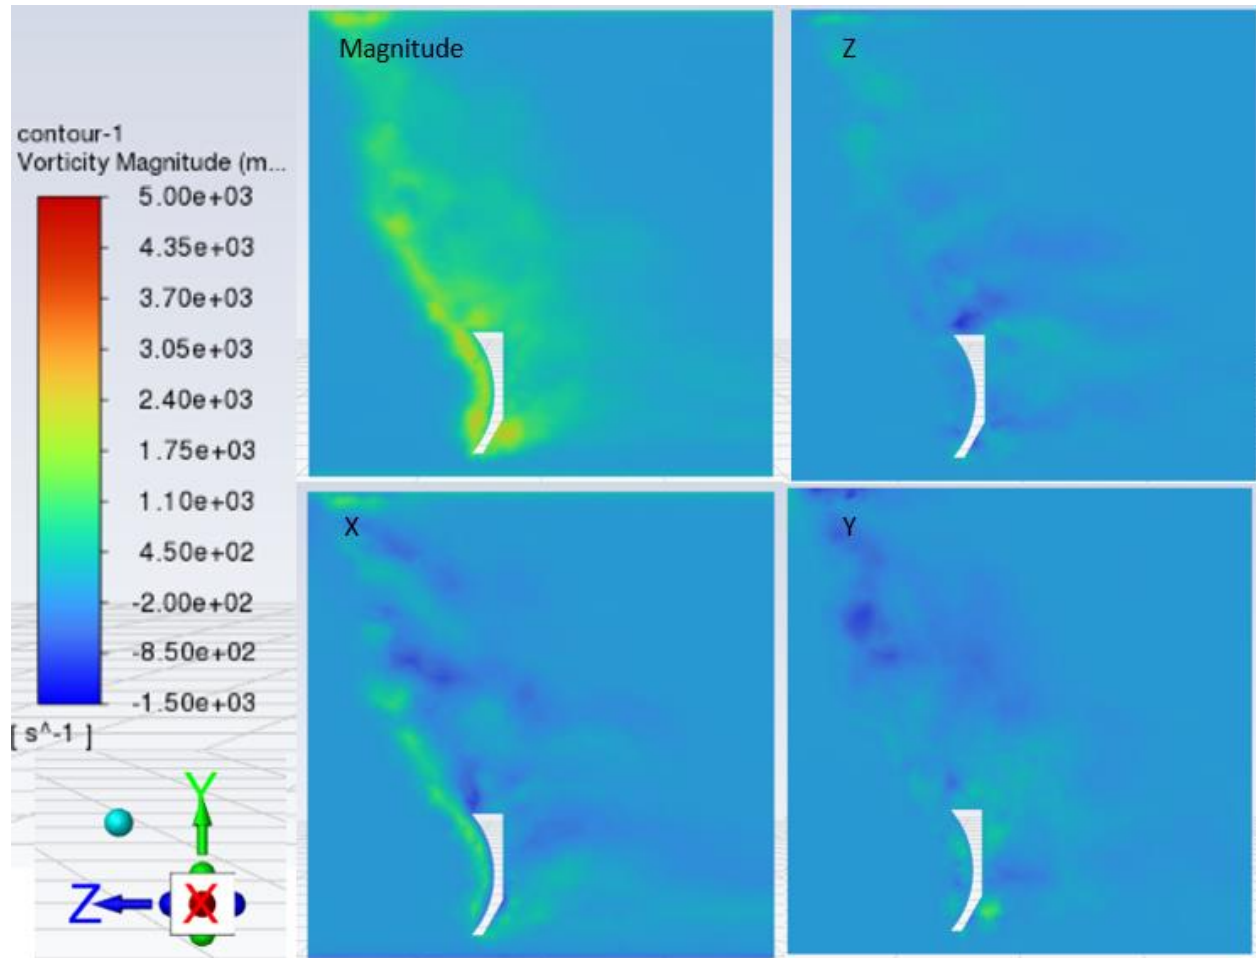 Magnitude
Z
contour-1
Vorticity Magnitude (m...
5.00e+03
4.35e+03
3.70e+03
3.05e+03
2.40e+03
1.75e+03
1.10e+03
4.50e+02
-2.00e+02
-8.50e+02
-1.50e+03
[ s^-1 ]
X
Y
Y
Z
X